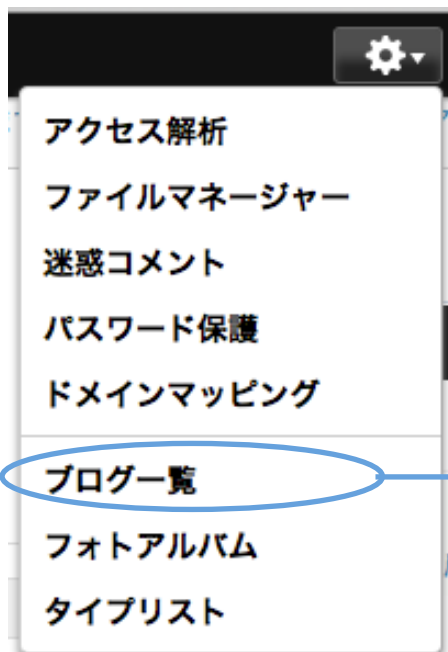 アクセス解析
ファイルマネージャー
迷惑コメント
パスワード保護
ドメインマッピング
ブログ一覧
フォトアルバム
タイプリスト